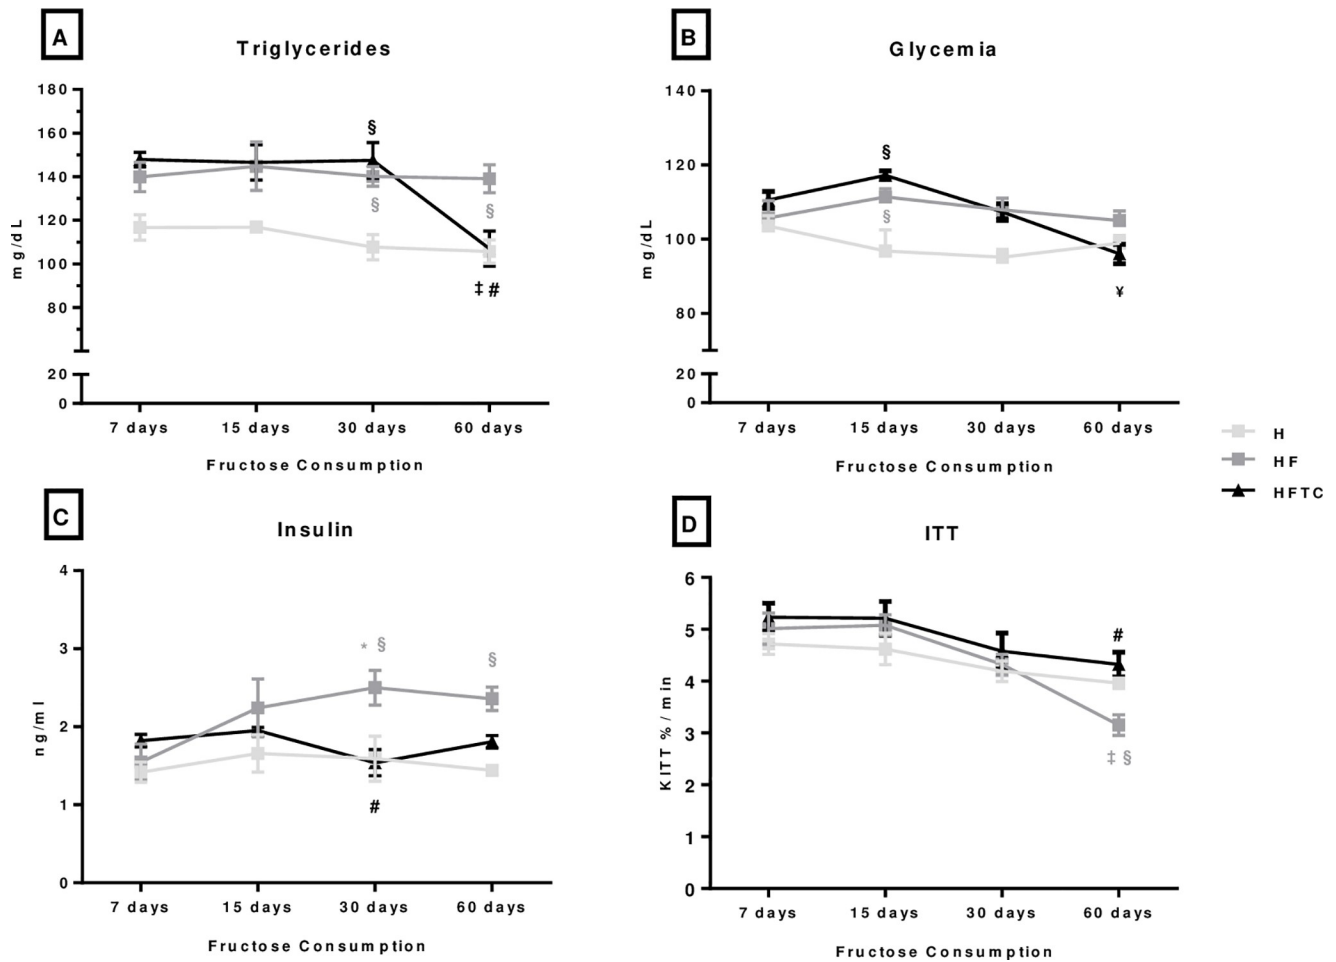 A
Triglycerides
mg/dL
180
160
140
120
100
80
20
0
§
§
§
‡ #
7 days 15 days 30 days 60 days
Fructose Consumption
B
Glycemia
mg/dL
140
120
100
80
20
0
§
§
¥
7 days 15 days 30 days 60 days
Fructose Consumption
H
HF
HFTC
C
Insulin
ng/ml
4
3
2
1
0
* §
§
#
7 days 15 days 30 days 60 days
Fructose Consumption
D
ITT
KITT % / min
6
5
4
3
2
1
0
#
‡ §
7 days 15 days 30 days 60 days
Fructose Consumption